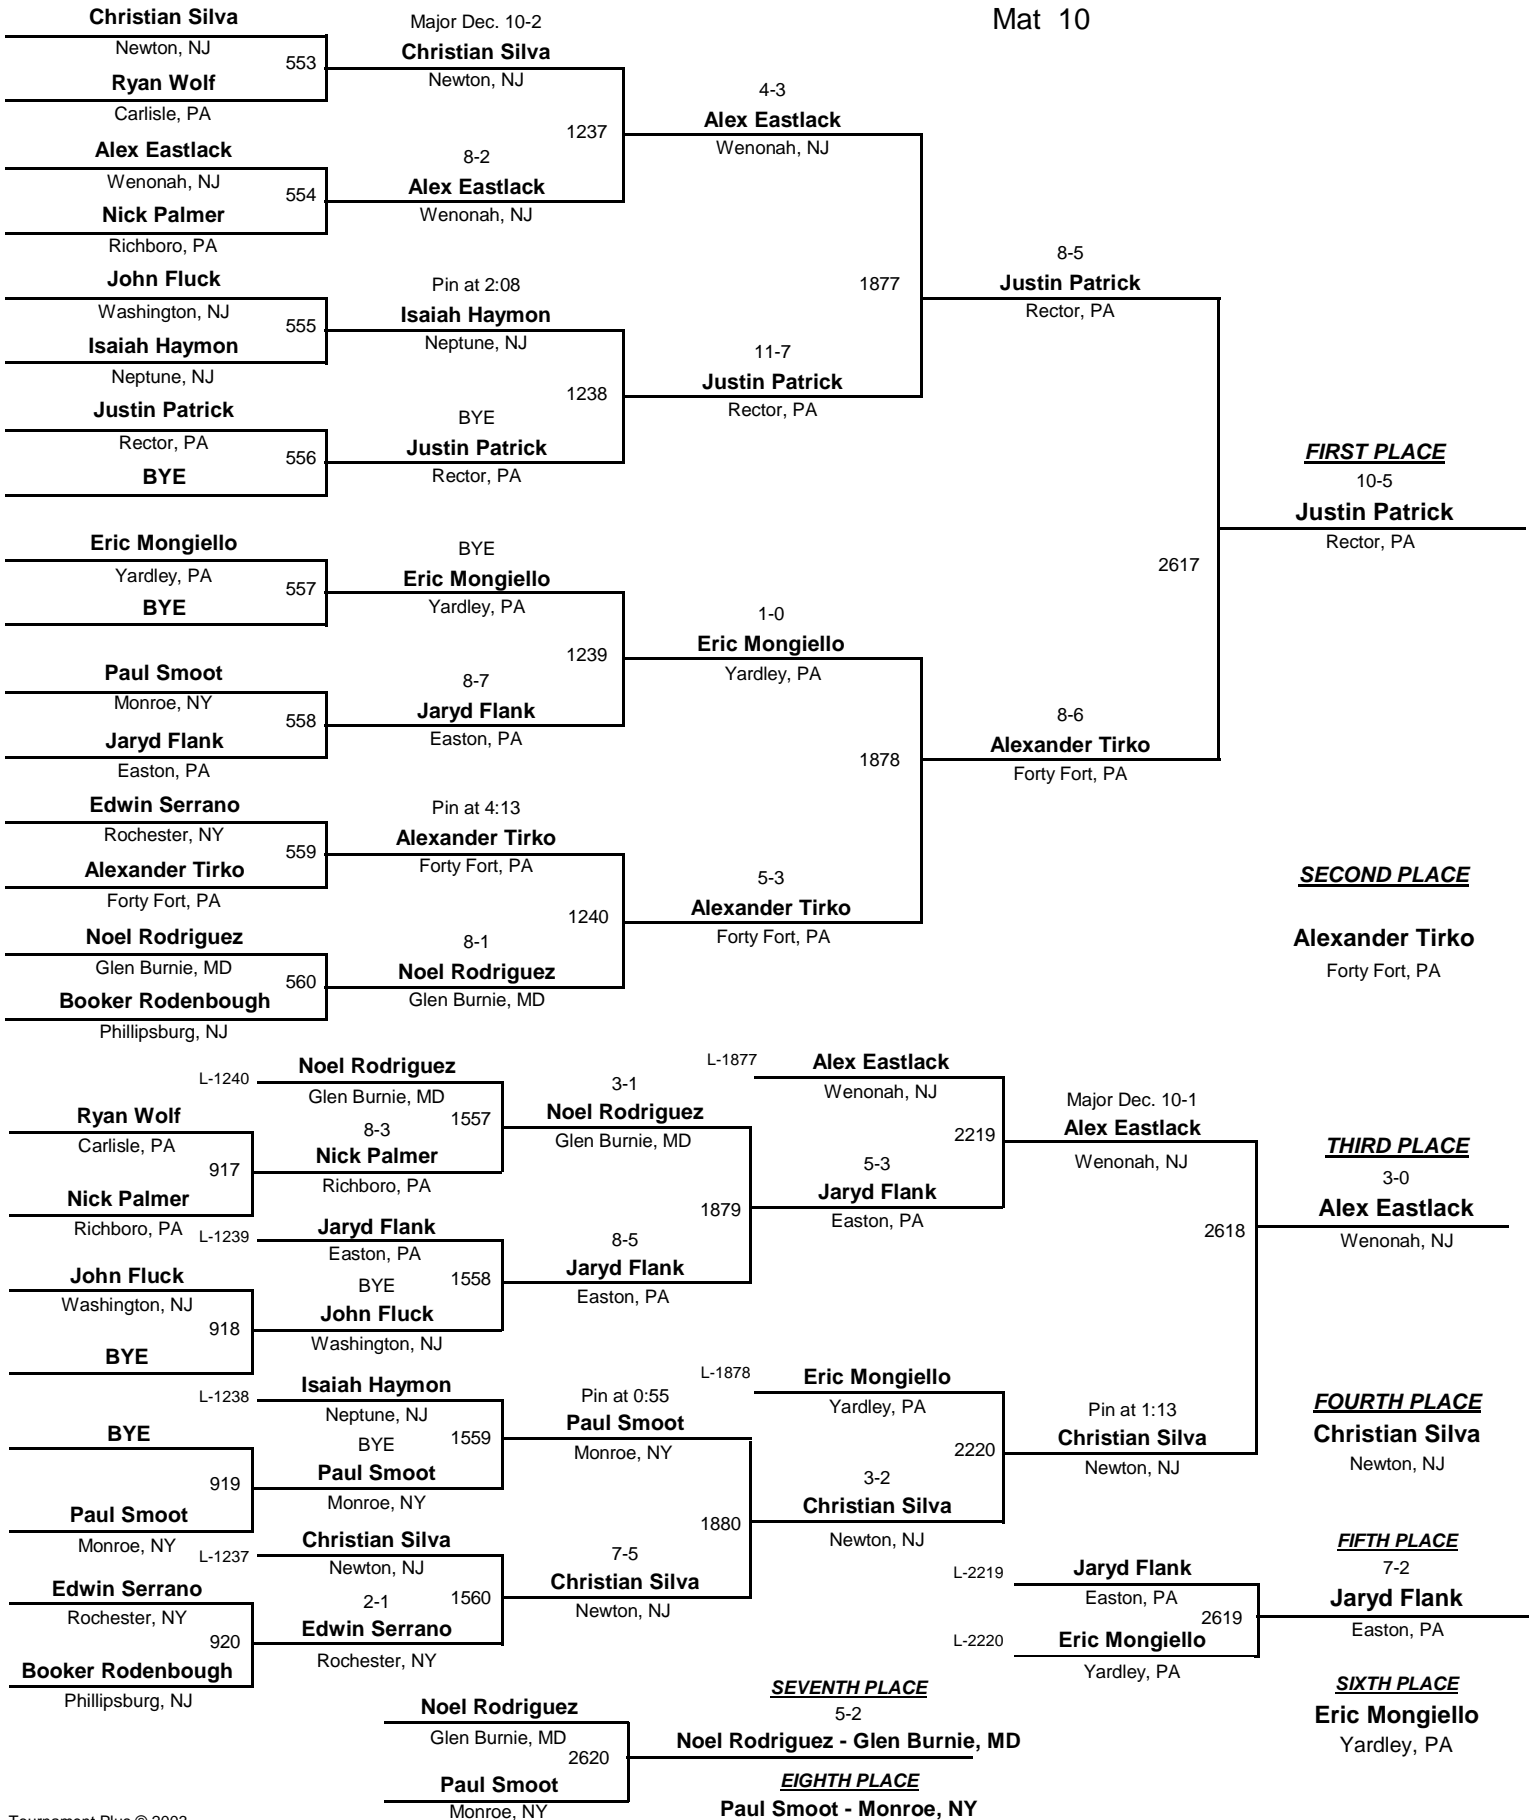 Mat 10
Christian Silva
Newton, NJ
553
Ryan Wolf
Carlisle, PA
Alex Eastlack
Wenonah, NJ
554
Nick Palmer
Richboro, PA
John Fluck
Washington, NJ
555
Isaiah Haymon
Neptune, NJ
Justin Patrick
Rector, PA
556
BYE
Eric Mongiello
Yardley, PA
557
BYE
Paul Smoot
Monroe, NY
558
Jaryd Flank
Easton, PA
Edwin Serrano
Rochester, NY
559
Alexander Tirko
Forty Fort, PA
Noel Rodriguez
Glen Burnie, MD
560
Booker Rodenbough
Phillipsburg, NJ
Major Dec. 10-2
Christian Silva
Newton, NJ
1237
8-2
Alex Eastlack
Wenonah, NJ
Pin at 2:08
Isaiah Haymon
Neptune, NJ
1238
BYE
Justin Patrick
Rector, PA
BYE
Eric Mongiello
Yardley, PA
1239
8-7
Jaryd Flank
Easton, PA
Pin at 4:13
Alexander Tirko
Forty Fort, PA
1240
8-1
Noel Rodriguez
Glen Burnie, MD
4-3
Alex Eastlack
Wenonah, NJ
1877
11-7
Justin Patrick
Rector, PA
1-0
Eric Mongiello
Yardley, PA
1878
5-3
Alexander Tirko
Forty Fort, PA
8-5
Justin Patrick
Rector, PA
2617
8-6
Alexander Tirko
Forty Fort, PA
FIRST PLACE
10-5
Justin Patrick
Rector, PA
SECOND PLACE
Alexander Tirko
Forty Fort, PA
Ryan Wolf
Carlisle, PA
917
Nick Palmer
Richboro, PA
John Fluck
Washington, NJ
918
BYE
BYE
919
Paul Smoot
Monroe, NY
Edwin Serrano
Rochester, NY
920
Booker Rodenbough
Phillipsburg, NJ
L-1240
Noel Rodriguez
Glen Burnie, MD
1557
8-3
Nick Palmer
Richboro, PA
L-1239
Jaryd Flank
Easton, PA
1558
BYE
John Fluck
Washington, NJ
L-1238
Isaiah Haymon
Neptune, NJ
1559
BYE
Paul Smoot
Monroe, NY
L-1237
Christian Silva
Newton, NJ
1560
2-1
Edwin Serrano
Rochester, NY
3-1
Noel Rodriguez
Glen Burnie, MD
1879
8-5
Jaryd Flank
Easton, PA
Pin at 0:55
Paul Smoot
Monroe, NY
1880
7-5
Christian Silva
Newton, NJ
L-1877
Alex Eastlack
Wenonah, NJ
2219
5-3
Jaryd Flank
Easton, PA
L-1878
Eric Mongiello
Yardley, PA
2220
3-2
Christian Silva
Newton, NJ
Major Dec. 10-1
Alex Eastlack
Wenonah, NJ
2618
Pin at 1:13
Christian Silva
Newton, NJ
THIRD PLACE
3-0
Alex Eastlack
Wenonah, NJ
FOURTH PLACE
Christian Silva
Newton, NJ
L-2219
Jaryd Flank
Easton, PA
2619
L-2220
Eric Mongiello
Yardley, PA
FIFTH PLACE
7-2
Jaryd Flank
Easton, PA
SIXTH PLACE
Eric Mongiello
Yardley, PA
Noel Rodriguez
Glen Burnie, MD
2620
Paul Smoot
Monroe, NY
SEVENTH PLACE
5-2
Noel Rodriguez - Glen Burnie, MD
EIGHTH PLACE
Paul Smoot - Monroe, NY